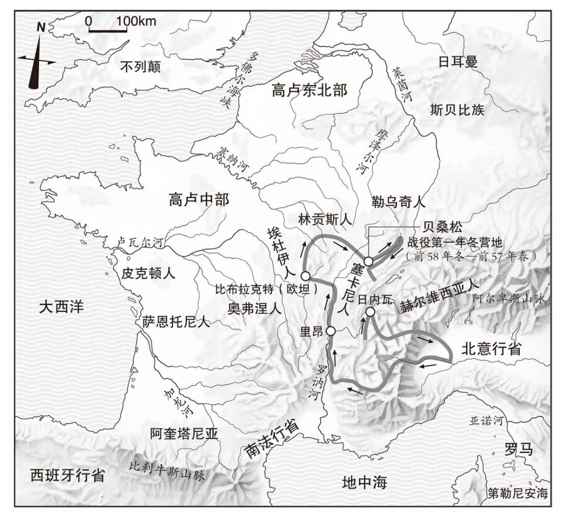 N
0 100km
不列颠
多佛尔海峡
日耳曼
莱茵河
高卢东北部
斯贝比族
摩泽尔河
塞纳河
高卢中部
勒乌奇人
林贡斯人
贝桑松
战役第一年冬营地
(前58年冬—前57年春)
埃杜伊人
卢瓦尔河
塞卡尼人
皮克顿人
比布拉克特(欧坦)
日内瓦
赫尔维西亚人
阿尔卑斯山脉
大西洋
奥弗涅人
萨恩托尼人
里昂
北意行省
罗讷河
加龙河
阿奎塔尼亚
南法行省
亚诺河
罗马
西班牙行省
比利牛斯山脉
地中海
第勒尼安海